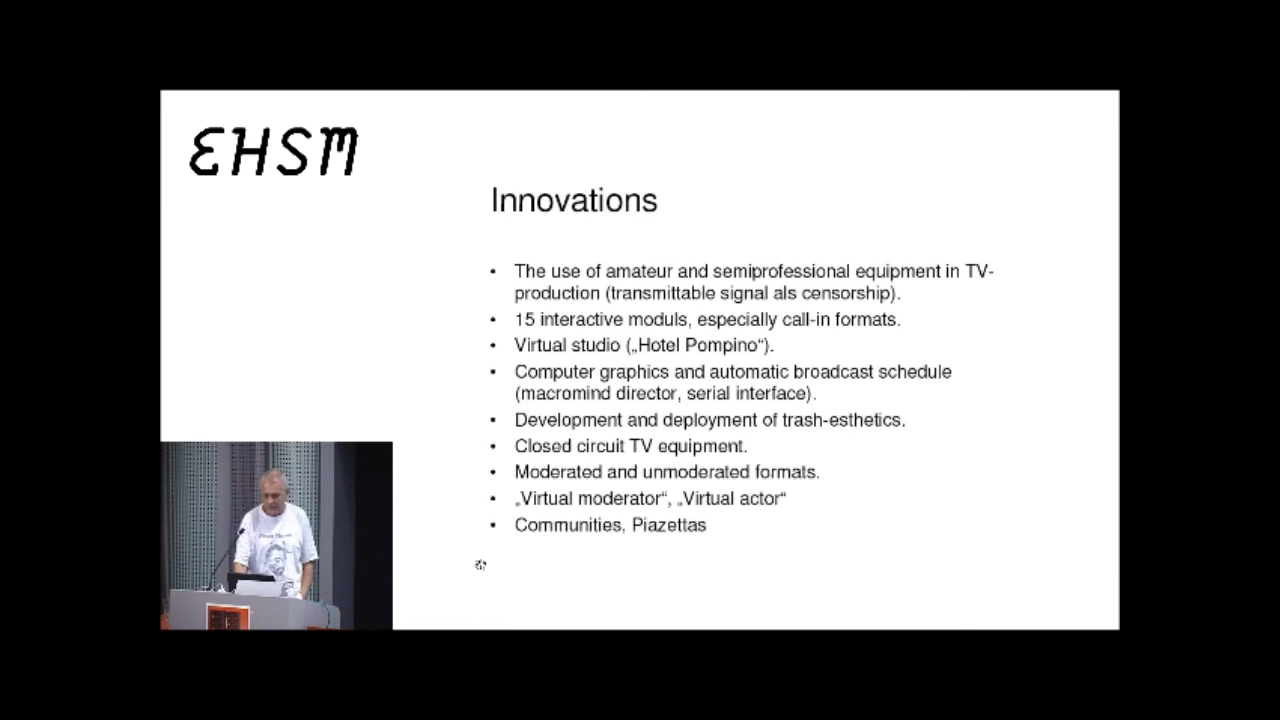 EHSM
Innovations
• The use of amateur and semiprofessional equipment in TV-
production (transmittable signal als censorship).
• 15 interactive moduls, especially call-in formats.
• Virtual studio („Hotel Pompino“).
• Computer graphics and automatic broadcast schedule
(macromind director, serial interface).
• Development and deployment of trash-esthetics.
• Closed circuit TV equipment.
• Moderated and unmoderated formats.
• „Virtual moderator“, „Virtual actor“
• Communities, Piazettas